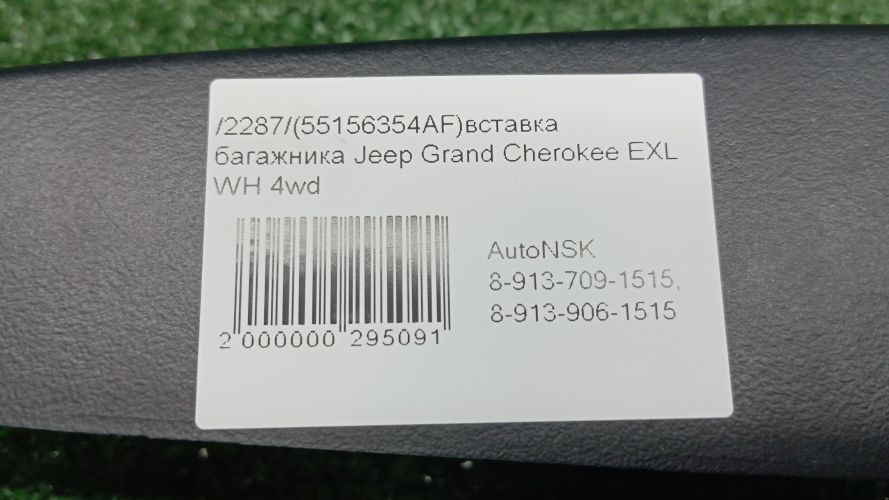 /2287/(55156354AF)вставка
багажника Jeep Grand Cherokee EXL
WH 4wd
AutoNSK
8-913-709-1515,
8-913-906-1515
2 000000 295091